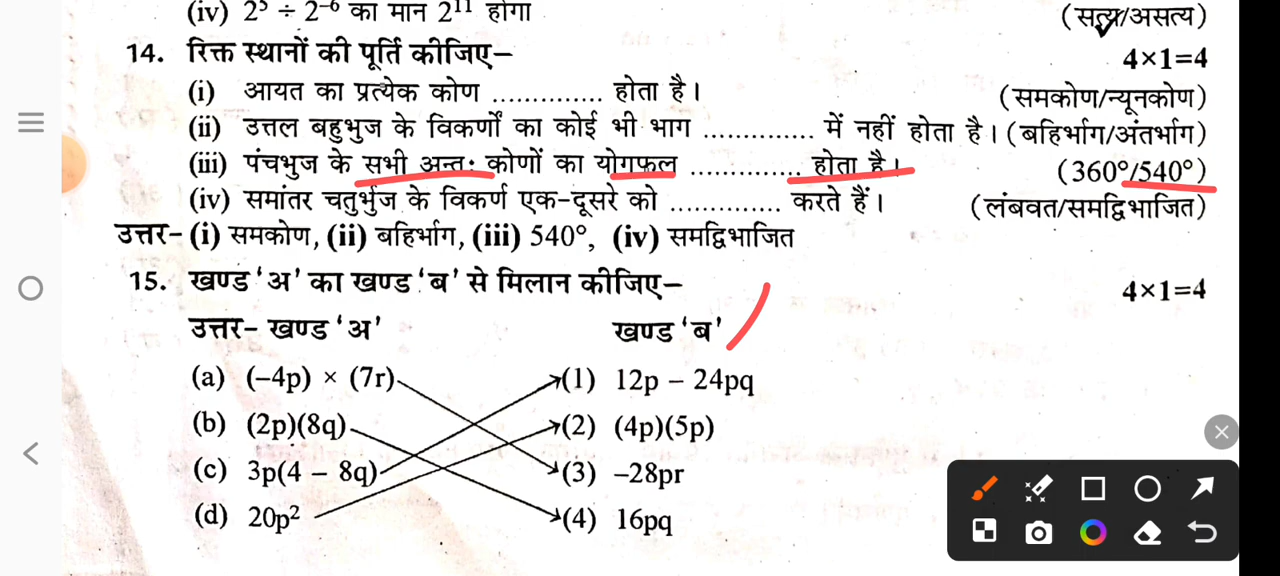 (iv) 2⁵ ÷ 2⁻⁶ का मान 2¹¹ होगा (सत्य/असत्य)
14. रिक्त स्थानों की पूर्ति कीजिए– 4×1=4
(i) आयत का प्रत्येक कोण ............. होता है। (समकोण/न्यूनकोण)
(ii) उत्तल बहुभुज के विकर्णों का कोई भी भाग ............. में नहीं होता है। (बहिर्भाग/अंतर्भाग)
(iii) पंचभुज के सभी अन्तः कोणों का योगफल ............. होता है। (360°/540°)
(iv) समांतर चतुर्भुज के विकर्ण एक-दूसरे को ............. करते हैं। (लंबवत/समद्विभाजित)
उत्तर– (i) समकोण, (ii) बहिर्भाग, (iii) 540°, (iv) समद्विभाजित
15. खण्ड 'अ' का खण्ड 'ब' से मिलान कीजिए– 4×1=4
उत्तर– खण्ड 'अ' खण्ड 'ब'
(a) (–4p) × (7r) (1) 12p – 24pq
(b) (2p)(8q) (2) (4p)(5p)
(c) 3p(4 – 8q) (3) –28pr
(d) 20p² (4) 16pq